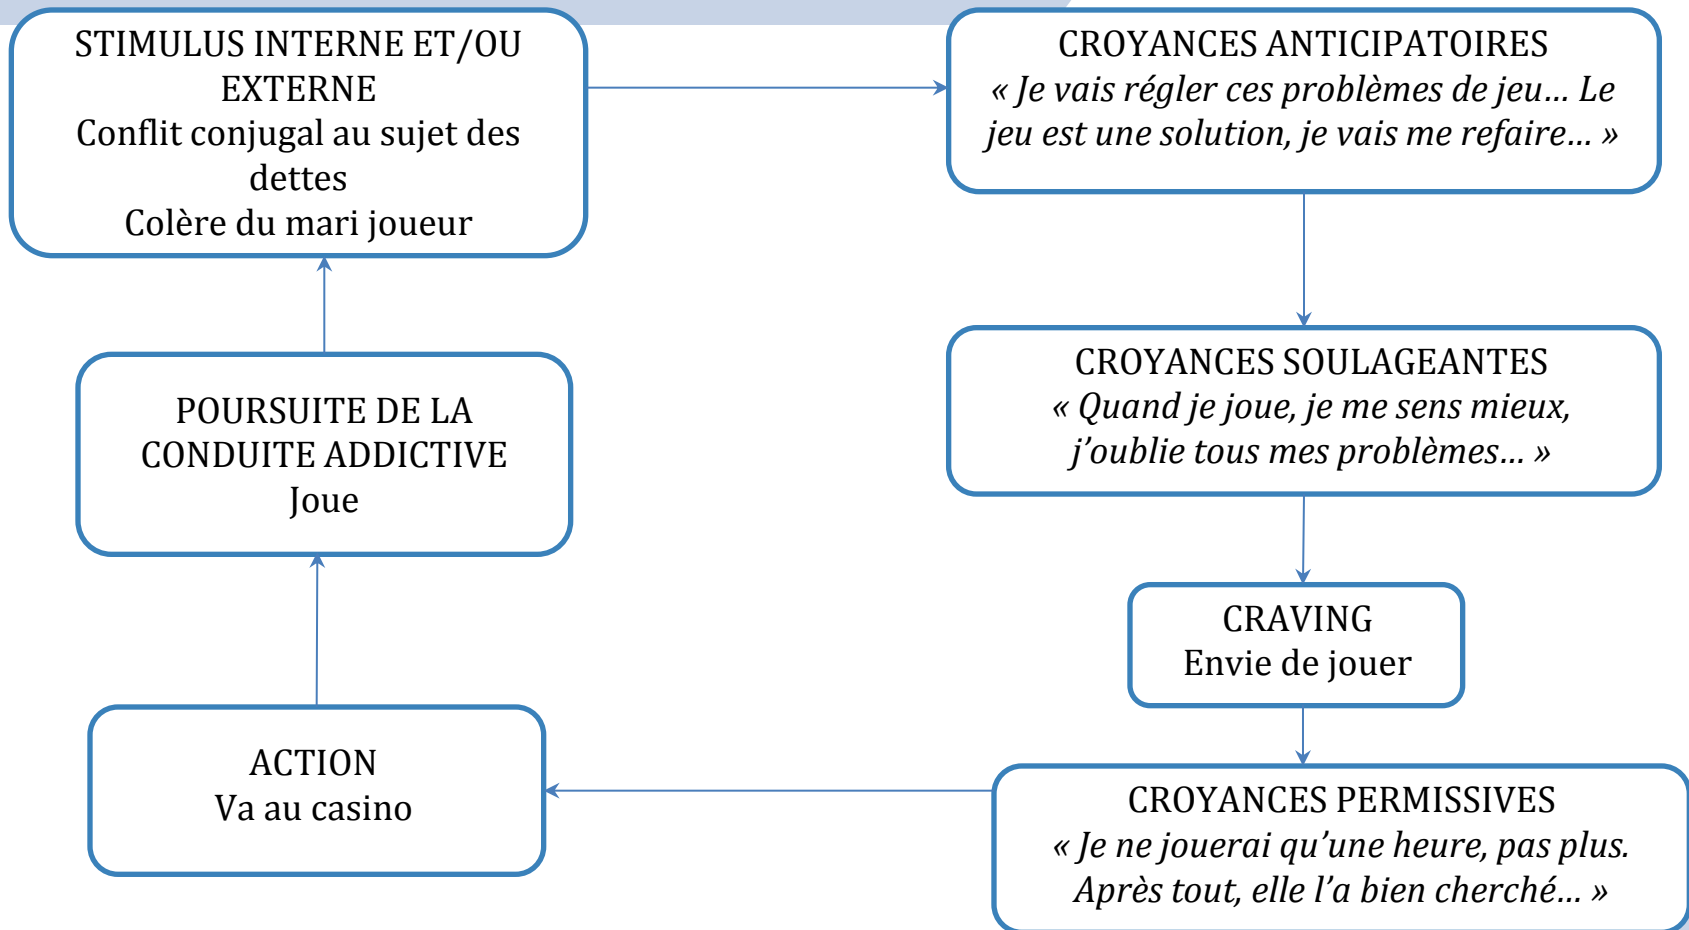 STIMULUS INTERNE ET/OU
EXTERNE
Conflit conjugal au sujet des
dettes
Colère du mari joueur
CROYANCES ANTICIPATOIRES
« Je vais régler ces problèmes de jeu… Le
jeu est une solution, je vais me refaire… »
CROYANCES SOULAGEANTES
« Quand je joue, je me sens mieux,
j’oublie tous mes problèmes… »
CRAVING
Envie de jouer
CROYANCES PERMISSIVES
« Je ne jouerai qu’une heure, pas plus.
Après tout, elle l’a bien cherché… »
ACTION
Va au casino
POURSUITE DE LA
CONDUITE ADDICTIVE
Joue